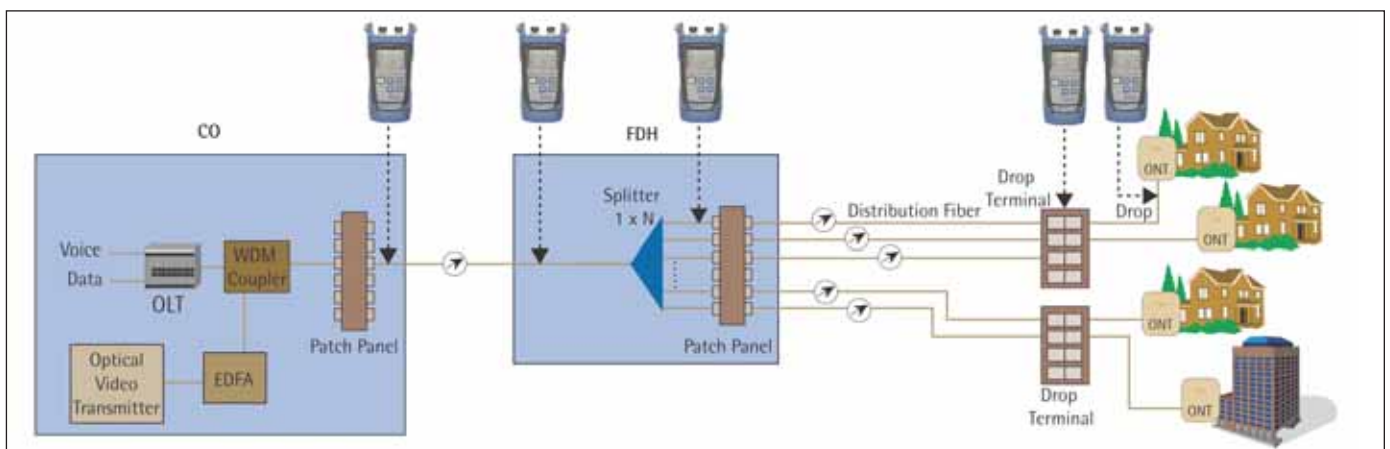 CO
FDH
Voice
Data
OLT
WDM
Coupler
Patch Panel
Optical
Video
Transmitter
EDFA
Splitter
1 x N
Patch Panel
Distribution Fiber
Drop
Terminal
Drop
ONT
ONT
ONT
ONT
Drop
Terminal